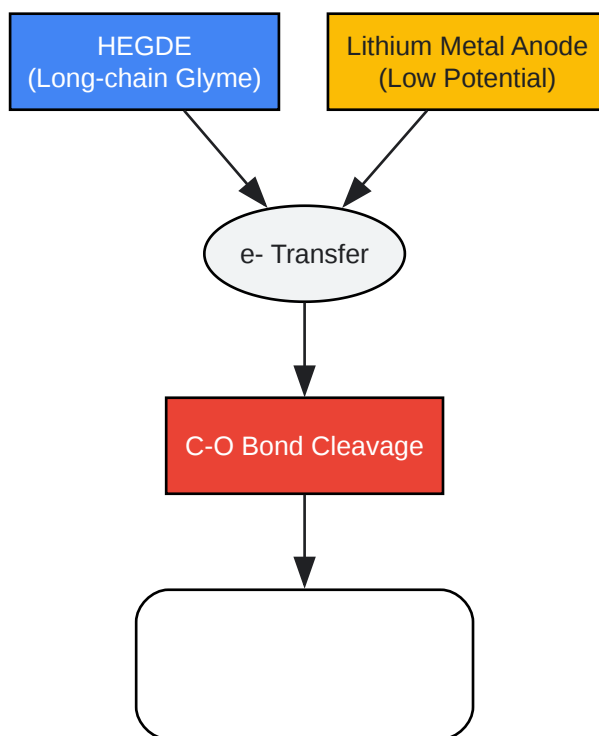 HEGDE
(Long-chain Glyme)
Lithium Metal Anode
(Low Potential)
e- Transfer
C-O Bond Cleavage